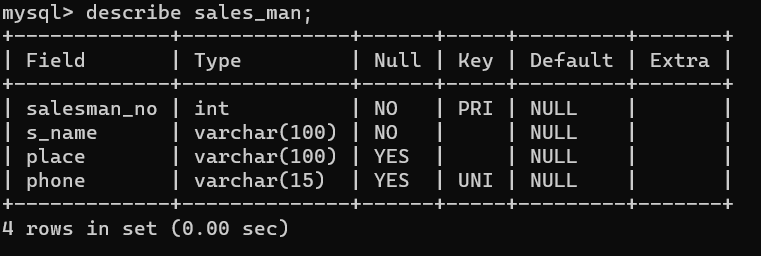 mysql> describe sales_man;
+-------------+--------------+------+-----+---------+-------+
| Field       | Type         | Null | Key | Default | Extra |
+-------------+--------------+------+-----+---------+-------+
| salesman_no | int          | NO   | PRI | NULL    |       |
| s_name      | varchar(100) | NO   |     | NULL    |       |
| place       | varchar(100) | YES  |     | NULL    |       |
| phone       | varchar(15)  | YES  | UNI | NULL    |       |
+-------------+--------------+------+-----+---------+-------+
4 rows in set (0.00 sec)